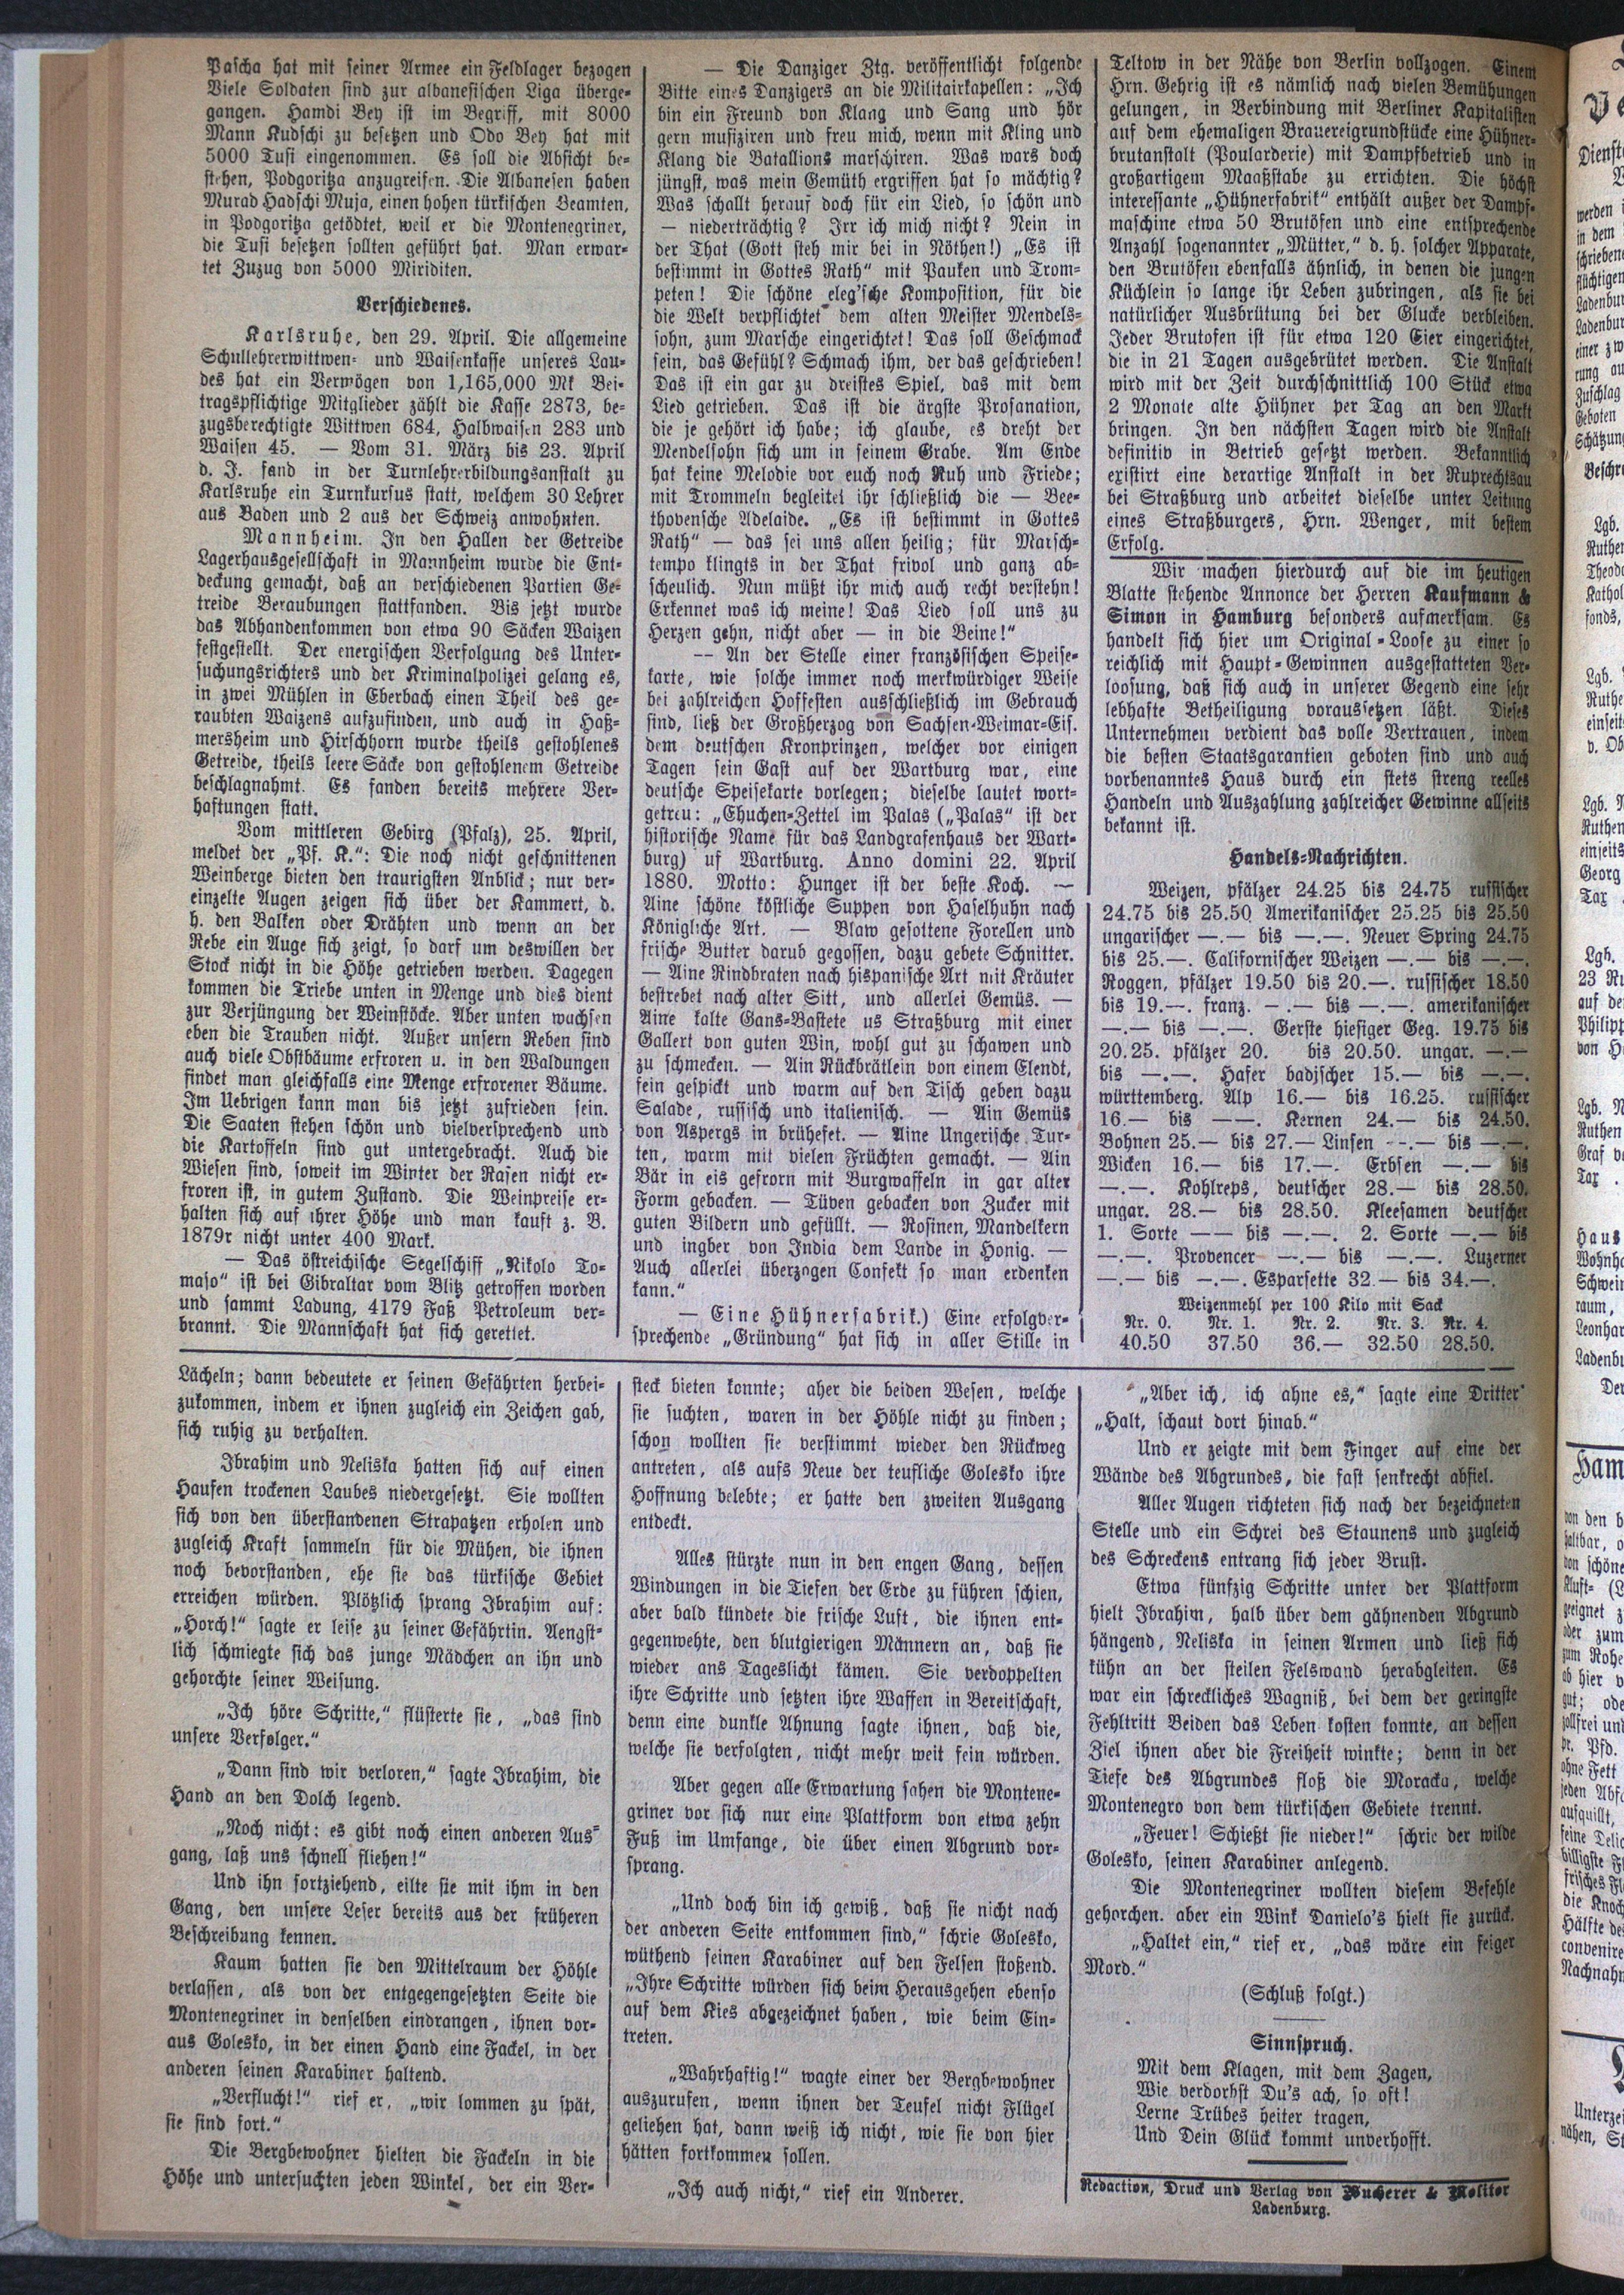 Pascha hat mit seiner Armee ein Feldlager bezogen
Viele Soldaten sind zur albanesischen Liga überge-
gangen. Hamdi Bey ist im Begriff, mit 8000
Mann Kudschi zu besetzen und Odo Bey hat mit
5000 Tusi eingenommen. Es soll die Absicht be-
stehen, Podgoritza anzugreifen. Die Albanesen haben
Murad Hadschi Muja, einen hohen türkischen Beamten,
in Podgoritza getödtet, weil er die Montenegriner,
die Tusi besetzen sollten geführt hat. Man erwar-
tet Zuzug von 5000 Miriditen.
Verschiedenes.
Karlsruhe, den 29. April. Die allgemeine
Schullehrerwittwen- und Waisenkasse unseres Lau-
des hat ein Vermögen von 1,165,000 Mk Bei-
tragspflichtige Mitglieder zählt die Kasse 2873, be-
zugsberechtigte Wittwen 684, Halbwaisen 283 und
Waisen 45. — Vom 31. März bis 23. April
d. J. fand in der Turnlehrerbildungsanstalt zu
Karlsruhe ein Turnkursus statt, welchem 30 Lehrer
aus Baden und 2 aus der Schweiz anwohnten.
Mannheim. In den Hallen der Getreide
Lagerhausgesellschaft in Mannheim wurde die Ent-
deckung gemacht, daß an verschiedenen Partien Ge-
treide Beraubungen stattfanden. Bis jetzt wurde
das Abhandenkommen von etwa 90 Säcken Waizen
festgestellt. Der energischen Verfolgung des Unter-
suchungsrichters und der Kriminalpolizei gelang es,
in zwei Mühlen in Eberbach einen Theil des ge-
raubten Waizens aufzufinden, und auch in Haß-
mersheim und Hirschhorn wurde theils gestohlenes
Getreide, theils leere Säcke von gestohlenem Getreide
beschlagnahmt. Es fanden bereits mehrere Ver-
haftungen statt.
Vom mittleren Gebirg (Pfalz), 25. April,
meldet der „Pf. K.“: Die noch nicht geschnittenen
Weinberge bieten den traurigsten Anblick; nur ver-
einzelte Augen zeigen sich über der Kammert, d.
h. den Balken oder Drähten und wenn an der
Rebe ein Auge sich zeigt, so darf um deswillen der
Stock nicht in die Höhe getrieben werden. Dagegen
kommen die Triebe unten in Menge und dies dient
zur Verjüngung der Weinstöcke. Aber unten wachsen
eben die Trauben nicht. Außer unsern Reben sind
auch viele Obstbäume erfroren u. in den Waldungen
findet man gleichfalls eine Menge erfrorener Bäume.
Im Uebrigen kann man bis jetzt zufrieden sein.
Die Saaten stehen schön und vielversprechend und
die Kartoffeln sind gut untergebracht. Auch die
Wiesen sind, soweit im Winter der Rasen nicht er-
froren ist, in gutem Zustand. Die Weinpreise er-
halten sich auf ihrer Höhe und man kauft z. B.
1879r nicht unter 400 Mark.
— Das östreichische Segelschiff „Nikolo To-
maso“ ist bei Gibraltar vom Blitz getroffen worden
und sammt Ladung, 4179 Faß Petroleum ver-
brannt. Die Mannschaft hat sich gerettet.
— Die Danziger Ztg. veröffentlicht folgende
Bitte eines Danzigers an die Militairkapellen: „Ich
bin ein Freund von Klang und Sang und hör
gern musiziren und freu mich, wenn mit Kling und
Klang die Batallions marschiren. Was wars doch
jüngst, was mein Gemüth ergriffen hat so mächtig?
Was schallt herauf doch für ein Lied, so schön und
— niederträchtig? Irr ich mich nicht? Nein in
der That (Gott steh mir bei in Nöthen!) „Es ist
bestimmt in Gottes Rath“ mit Pauken und Trom-
peten! Die schöne eleg'sche Komposition, für die
die Welt verpflichtet dem alten Meister Mendels-
sohn, zum Marsche eingerichtet! Das soll Geschmack
sein, das Gefühl? Schmach ihm, der das geschrieben!
Das ist ein gar zu dreistes Spiel, das mit dem
Lied getrieben. Das ist die ärgste Profanation,
die je gehört ich habe; ich glaube, es dreht der
Mendelsohn sich um in seinem Grabe. Am Ende
hat keine Melodie vor euch noch Ruh und Friede;
mit Trommeln begleitet ihr schließlich die — Bee-
thovensche Adelaide. „Es ist bestimmt in Gottes
Rath“ — das sei uns allen heilig; für Marsch-
tempo klingts in der That frivol und ganz ab-
scheulich. Nun müßt ihr mich auch recht verstehn!
Erkennet was ich meine! Das Lied soll uns zu
Herzen gehn, nicht aber — in die Beine!“
-- An der Stelle einer französischen Speise-
karte, wie solche immer noch merkwürdiger Weise
bei zahlreichen Hoffesten ausschließlich im Gebrauch
sind, ließ der Großherzog von Sachsen-Weimar-Eis.
dem deutschen Kronprinzen, welcher vor einigen
Tagen sein Gast auf der Wartburg war, eine
deutsche Speisekarte vorlegen; dieselbe lautet wort-
getreu: „Chuchen-Zettel im Palas („Palas“ ist der
historische Name für das Landgrafenhaus der Wart-
burg) uf Wartburg. Anno domini 22. April
1880. Motto: Hunger ist der beste Koch. —
Aine schöne köstliche Suppen von Haselhuhn nach
Königliche Art. — Blaw gesottene Forellen und
frische Butter darub gegossen, dazu gebete Schnitter.
— Aine Rindbraten nach hispanische Art mit Kräuter
bestrebet nach alter Sitt, und allerlei Gemüs. —
Aine kalte Gans-Bastete us Straßburg mit einer
Gallert von guten Win, wohl gut zu schawen und
zu schmecken. — Ain Rückbrätlein von einem Elendt,
fein gespickt und warm auf den Tisch geben dazu
Salade, russisch und italienisch. — Ain Gemüs
von Aspergs in brühefet. — Aine Ungerische Tur-
ten, warm mit vielen Früchten gemacht. — Ain
Bär in eis gefrorn mit Burgwaffeln in gar alter
Form gebacken. — Tüven gebacken von Zucker mit
guten Bildern und gefüllt. — Rosinen, Mandelkern
und ingber von India dem Lande in Honig. —
Auch allerlei überzogen Confekt so man erdenken
kann.“
— Eine Hühnerfabrik.) Eine erfolgver-
sprechende „Gründung“ hat sich in aller Stille in
Teltow in der Nähe von Berlin vollzogen. Einem
Hrn. Gehrig ist es nämlich nach vielen Bemühungen
gelungen, in Verbindung mit Berliner Kapitalisten
auf dem ehemaligen Brauereigrundstücke eine Hühner-
brutanstalt (Poularderie) mit Dampfbetrieb und in
großartigem Maaßstabe zu errichten. Die höchst
interessante „Hühnerfabrik“ enthält außer der Dampf-
maschine etwa 50 Brutöfen und eine entsprechende
Anzahl sogenannter „Mütter,“ d. h. solcher Apparate,
den Brutöfen ebenfalls ähnlich, in denen die jungen
Küchlein so lange ihr Leben zubringen, als sie bei
natürlicher Ausbrütung bei der Glucke verbleiben.
Jeder Brutofen ist für etwa 120 Eier eingerichtet,
die in 21 Tagen ausgebrütet werden. Die Anstalt
wird mit der Zeit durchschnittlich 100 Stück etwa
2 Monate alte Hühner per Tag an den Markt
bringen. In den nächsten Tagen wird die Anstalt
definitiv in Betrieb gesetzt werden. Bekanntlich
existirt eine derartige Anstalt in der Ruprechtsau
bei Straßburg und arbeitet dieselbe unter Leitung
eines Straßburgers, Hrn. Wenger, mit bestem
Erfolg.
Wir machen hierdurch auf die im heutigen
Blatte stehende Annonce der Herren Kaufmann &
Simon in Hamburg besonders aufmerksam. Es
handelt sich hier um Original-Loose zu einer so
reichlich mit Haupt-Gewinnen ausgestatteten Ver-
loosung, daß sich auch in unserer Gegend eine sehr
lebhafte Betheiligung voraussetzen läßt. Dieses
Unternehmen verdient das volle Vertrauen, indem
die besten Staatsgarantien geboten sind und auch
vorbenanntes Haus durch ein stets streng reelles
Handeln und Auszahlung zahlreicher Gewinne allseits
bekannt ist.
Handels-Nachrichten.
Weizen, pfälzer 24.25 bis 24.75 russischer
24.75 bis 25.50 Amerikanischer 25.25 bis 25.50
ungarischer —.— bis —.—. Neuer Spring 24.75
bis 25.—. Californischer Weizen —.— bis —.—.
Roggen, pfälzer 19.50 bis 20.—. russischer 18.50
bis 19.—. franz. —.— bis —.—. amerikanischer
—.— bis —.—. Gerste hiesiger Geg. 19.75 bis
20.25. pfälzer 20. bis 20.50. ungar. —.—
bis —.—. Hafer badischer 15.— bis —.—.
württemberg. Alp 16.— bis 16.25. russischer
16.— bis ——. Kernen 24.— bis 24.50.
Bohnen 25.— bis 27.— Linsen —.— bis —.—.
Wicken 16.— bis 17.—. Erbsen —.— bis
—.—. Kohlreps, deutscher 28.— bis 28.50.
ungar. 28.— bis 28.50. Kleesamen deutscher
1. Sorte —— bis —.—. 2. Sorte —.— bis
—.—. Provencer —.— bis —.—. Luzerner
—.— bis —.—. Esparsette 32.— bis 34.—.
Weizenmehl per 100 Kilo mit Sack
Nr. 0. Nr. 1. Nr. 2. Nr. 3. Nr. 4.
40.50 37.50 36.— 32.50 28.50.
Lächeln; dann bedeutete er seinen Gefährten herbei-
zukommen, indem er ihnen zugleich ein Zeichen gab,
sich ruhig zu verhalten.
Ibrahim und Neliska hatten sich auf einen
Haufen trockenen Laubes niedergesetzt. Sie wollten
sich von den überstandenen Strapatzen erholen und
zugleich Kraft sammeln für die Mühen, die ihnen
noch bevorstanden, ehe sie das türkische Gebiet
erreichen würden. Plötzlich sprang Ibrahim auf:
„Horch!“ sagte er leise zu seiner Gefährtin. Aengst-
lich schmiegte sich das junge Mädchen an ihn und
gehorchte seiner Weisung.
„Ich höre Schritte,“ flüsterte sie, „das sind
unsere Verfolger.“
„Dann sind wir verloren,“ sagte Ibrahim, die
Hand an den Dolch legend.
„Noch nicht: es gibt noch einen anderen Aus-
gang, laß uns schnell fliehen!“
Und ihn fortziehend, eilte sie mit ihm in den
Gang, den unsere Leser bereits aus der früheren
Beschreibung kennen.
Kaum hatten sie den Mittelraum der Höhle
verlassen, als von der entgegengesetzten Seite die
Montenegriner in denselben eindrangen, ihnen vor-
aus Golesko, in der einen Hand eine Fackel, in der
anderen seinen Karabiner haltend.
„Verflucht!“ rief er, „wir lommen zu spät,
sie sind fort.“
Die Bergbewohner hielten die Fackeln in die
Höhe und untersuchten jeden Winkel, der ein Ver-
steck bieten konnte; aher die beiden Wesen, welche
sie suchten, waren in der Höhle nicht zu finden;
schon wollten sie verstimmt wieder den Rückweg
antreten, als aufs Neue der teufliche Golesko ihre
Hoffnung belebte; er hatte den zweiten Ausgang
entdeckt.
Alles stürzte nun in den engen Gang, dessen
Windungen in die Tiefen der Erde zu führen schien,
aber bald kündete die frische Luft, die ihnen ent-
gegenwehte, den blutgierigen Männern an, daß sie
wieder ans Tageslicht kämen. Sie verdoppelten
ihre Schritte und setzten ihre Waffen in Bereitschaft,
denn eine dunkle Ahnung sagte ihnen, daß die,
welche sie verfolgten, nicht mehr weit sein würden.
Aber gegen alle Erwartung sahen die Montene-
griner vor sich nur eine Plattform von etwa zehn
Fuß im Umfange, die über einen Abgrund vor-
sprang.
„Und doch bin ich gewiß, daß sie nicht nach
der anderen Seite entkommen sind,“ schrie Golesko,
wüthend seinen Karabiner auf den Felsen stoßend.
„Ihre Schritte würden sich beim Herausgehen ebenso
auf dem Kies abgezeichnet haben, wie beim Ein-
treten.
„Wahrhaftig!“ wagte einer der Bergbewohner
auszurufen, wenn ihnen der Teufel nicht Flügel
geliehen hat, dann weiß ich nicht, wie sie von hier
hätten fortkommen sollen.
„Ich auch nicht,“ rief ein Anderer.
„Aber ich, ich ahne es,“ sagte eine Dritter
„Halt, schaut dort hinab.“
Und er zeigte mit dem Finger auf eine der
Wände des Abgrundes, die fast senkrecht abfiel.
Aller Augen richteten sich nach der bezeichneten
Stelle und ein Schrei des Staunens und zugleich
des Schreckens entrang sich jeder Brust.
Etwa fünfzig Schritte unter der Plattform
hielt Ibrahim, halb über dem gähnenden Abgrund
hängend, Neliska in seinen Armen und ließ sich
kühn an der steilen Felswand herabgleiten. Es
war ein schreckliches Wagniß, bei dem der geringste
Fehltritt Beiden das Leben kosten konnte, an dessen
Ziel ihnen aber die Freiheit winkte; denn in der
Tiefe des Abgrundes floß die Moracka, welche
Montenegro von dem türkischen Gebiete trennt.
„Feuer! Schießt sie nieder!“ schrie der wilde
Golesko, seinen Karabiner anlegend.
Die Montenegriner wollten diesem Befehle
gehorchen. aber ein Wink Danielo's hielt sie zurück.
„Haltet ein,“ rief er, „das wäre ein feiger
Mord.“
(Schluß folgt.)
Sinnspruch.
Mit dem Klagen, mit dem Zagen,
Wie verdorbst Du's ach, so oft!
Lerne Trübes heiter tragen,
Und Dein Glück kommt unverhofft.
Redaction, Druck und Verlag von Wucherer & Molitor
Ladenburg.